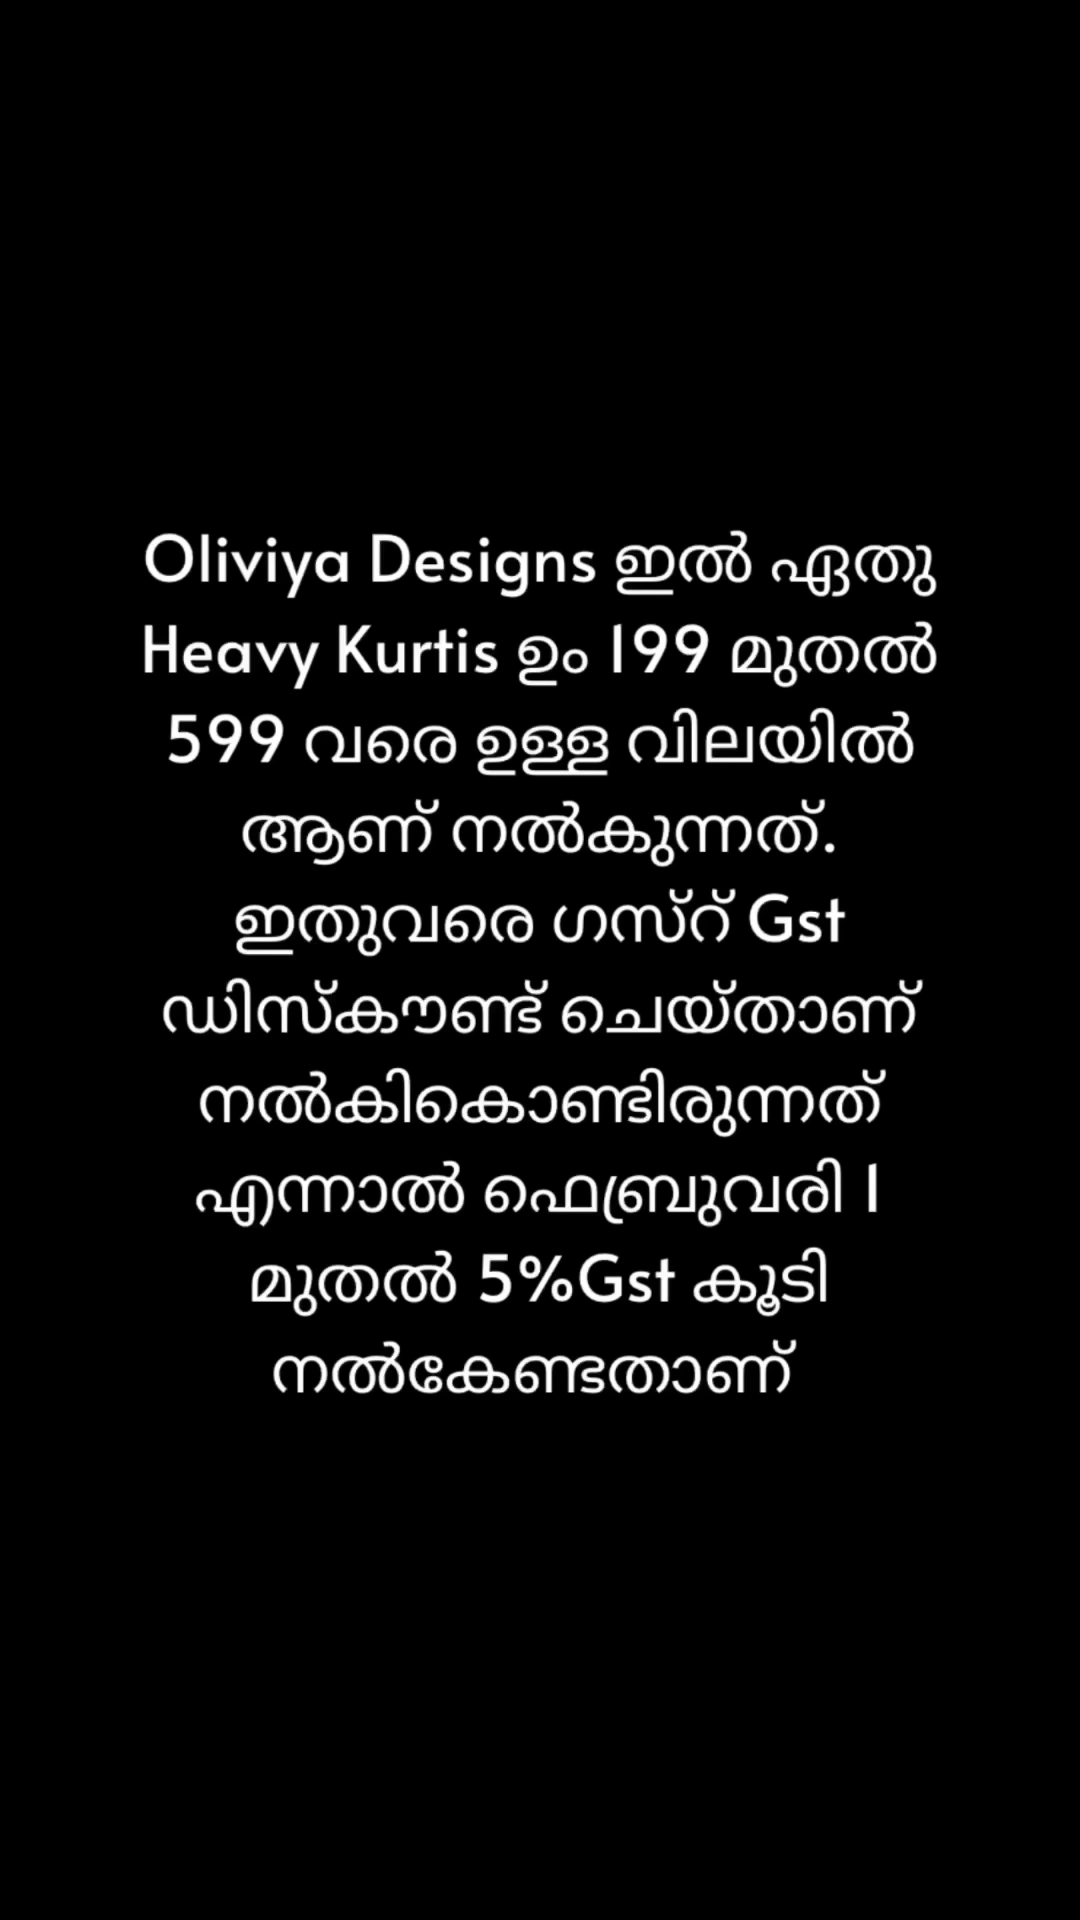 Oliviya Designs ഇൽ ഏതു
Heavy Kurtis ഉം 199 മുതൽ
599 വരെ ഉള്ള വിലയിൽ
ആണ് നൽകുന്നത്.
ഇതുവരെ ഗസ്റ് Gst
ഡിസ്കൗണ്ട് ചെയ്താണ്
നൽകികൊണ്ടിരുന്നത്
എന്നാൽ ഫെബ്രുവരി 1
മുതൽ 5%Gst കൂടി
നൽകേണ്ടതാണ്